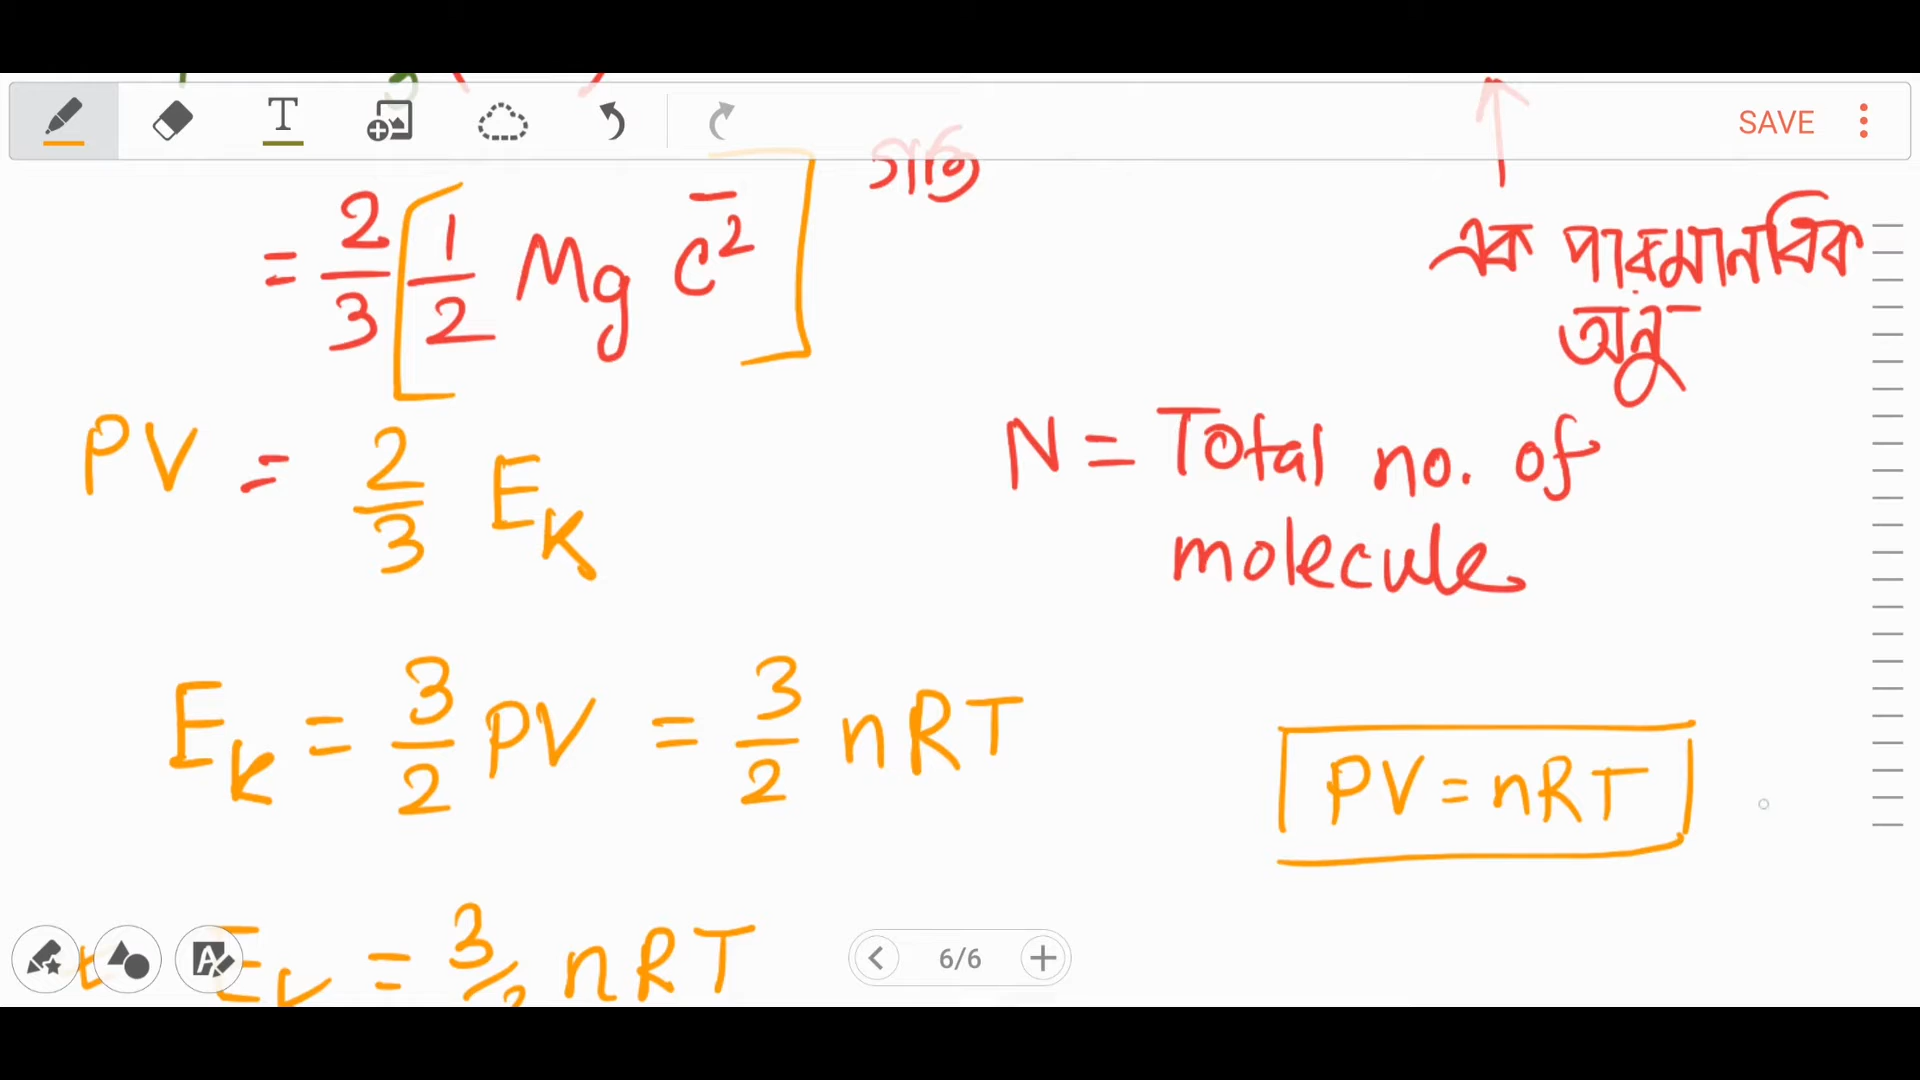 T
SAVE
গতি
= 2/3 [1/2 Mg c̄²]
এক পারমানবিক
অনু
PV = 2/3 E_K
N = Total no. of
molecule
E_K = 3/2 PV = 3/2 nRT
PV = nRT
E_K = 3/2 nRT
6/6